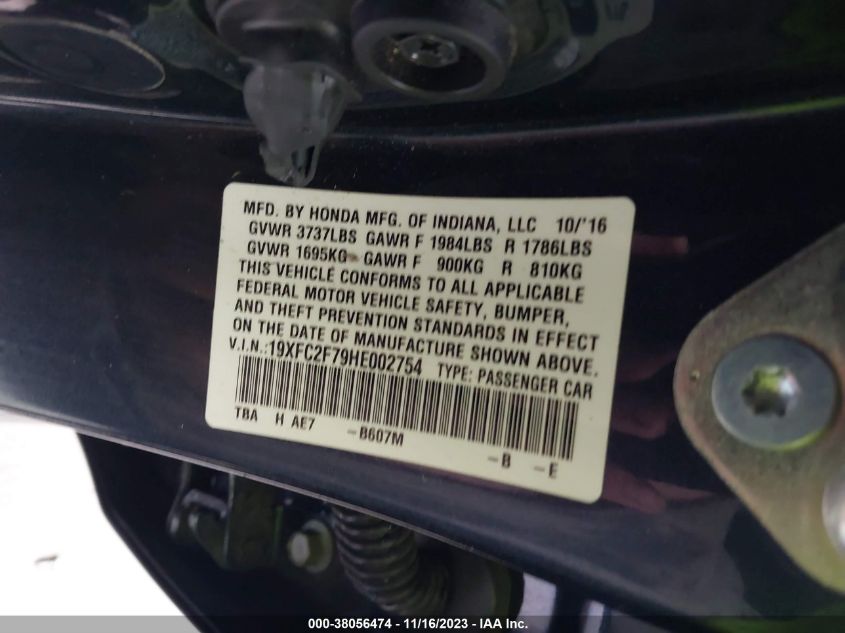 MFD. BY HONDA MFG. OF INDIANA, LLC 10/'16
GVWR 3737LBS GAWR F 1984LBS R 1786LBS
GVWR 1695KG GAWR F 900KG R 810KG
THIS VEHICLE CONFORMS TO ALL APPLICABLE
FEDERAL MOTOR VEHICLE SAFETY, BUMPER,
AND THEFT PREVENTION STANDARDS IN EFFECT
ON THE DATE OF MANUFACTURE SHOWN ABOVE.
V.I.N.:19XFC2F79HE002754 TYPE: PASSENGER CAR
TBA H AE7 -B607M -B -E
000-38056474 - 11/16/2023 - IAA Inc.